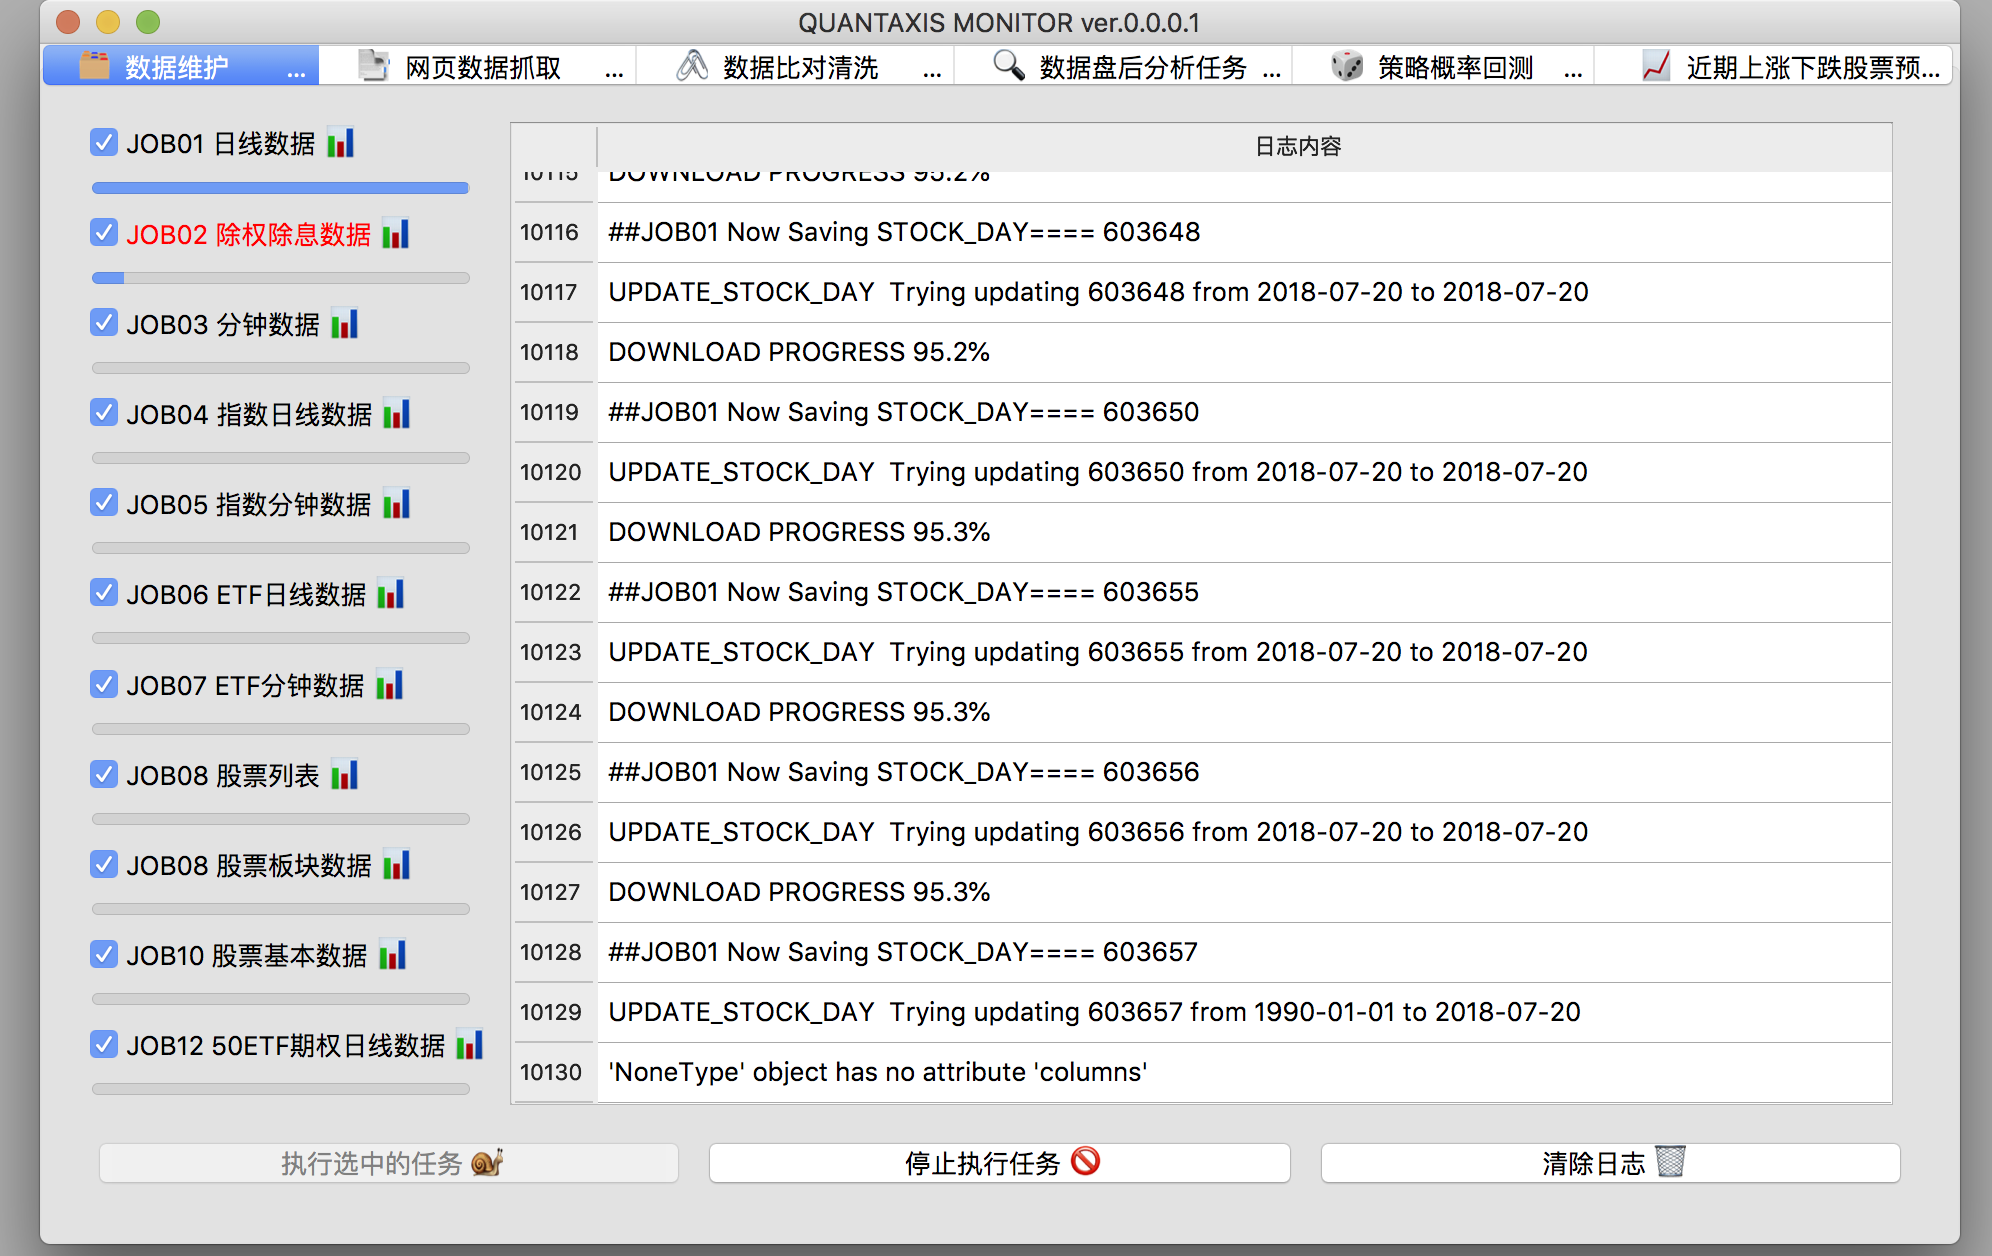 QUANTAXIS MONITOR ver.0.0.0.1
数据维护 ...
网页数据抓取 ...
数据比对清洗 ...
数据盘后分析任务 ...
策略概率回测 ...
近期上涨下跌股票预...
JOB01 日线数据
JOB02 除权除息数据
JOB03 分钟数据
JOB04 指数日线数据
JOB05 指数分钟数据
JOB06 ETF日线数据
JOB07 ETF分钟数据
JOB08 股票列表
JOB08 股票板块数据
JOB10 股票基本数据
JOB12 50ETF期权日线数据
日志内容
10115 DOWNLOAD PROGRESS 95.2%
10116 ##JOB01 Now Saving STOCK_DAY==== 603648
10117 UPDATE_STOCK_DAY  Trying updating 603648 from 2018-07-20 to 2018-07-20
10118 DOWNLOAD PROGRESS 95.2%
10119 ##JOB01 Now Saving STOCK_DAY==== 603650
10120 UPDATE_STOCK_DAY  Trying updating 603650 from 2018-07-20 to 2018-07-20
10121 DOWNLOAD PROGRESS 95.3%
10122 ##JOB01 Now Saving STOCK_DAY==== 603655
10123 UPDATE_STOCK_DAY  Trying updating 603655 from 2018-07-20 to 2018-07-20
10124 DOWNLOAD PROGRESS 95.3%
10125 ##JOB01 Now Saving STOCK_DAY==== 603656
10126 UPDATE_STOCK_DAY  Trying updating 603656 from 2018-07-20 to 2018-07-20
10127 DOWNLOAD PROGRESS 95.3%
10128 ##JOB01 Now Saving STOCK_DAY==== 603657
10129 UPDATE_STOCK_DAY  Trying updating 603657 from 1990-01-01 to 2018-07-20
10130 'NoneType' object has no attribute 'columns'
执行选中的任务
停止执行任务
清除日志